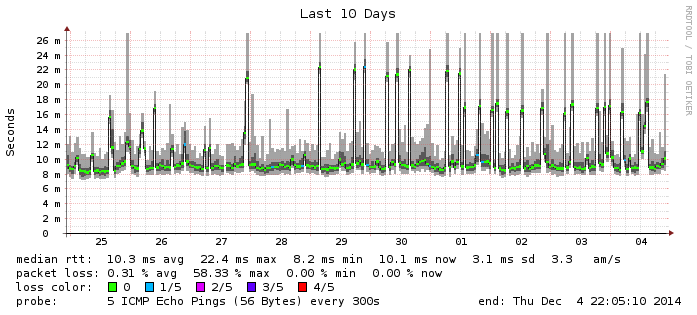 Last 10 Days
RRDTOOL / TOBI OETIKER
Seconds
26 m
24 m
22 m
20 m
18 m
16 m
14 m
12 m
10 m
8 m
6 m
4 m
2 m
0
25 26 27 28 29 30 01 02 03 04
median rtt: 10.3 ms avg 22.4 ms max 8.2 ms min 10.1 ms now 3.1 ms sd 3.3 am/s
packet loss: 0.31 % avg 58.33 % max 0.00 % min 0.00 % now
loss color: 0 1/5 2/5 3/5 4/5
probe: 5 ICMP Echo Pings (56 Bytes) every 300s end: Thu Dec 4 22:05:10 2014